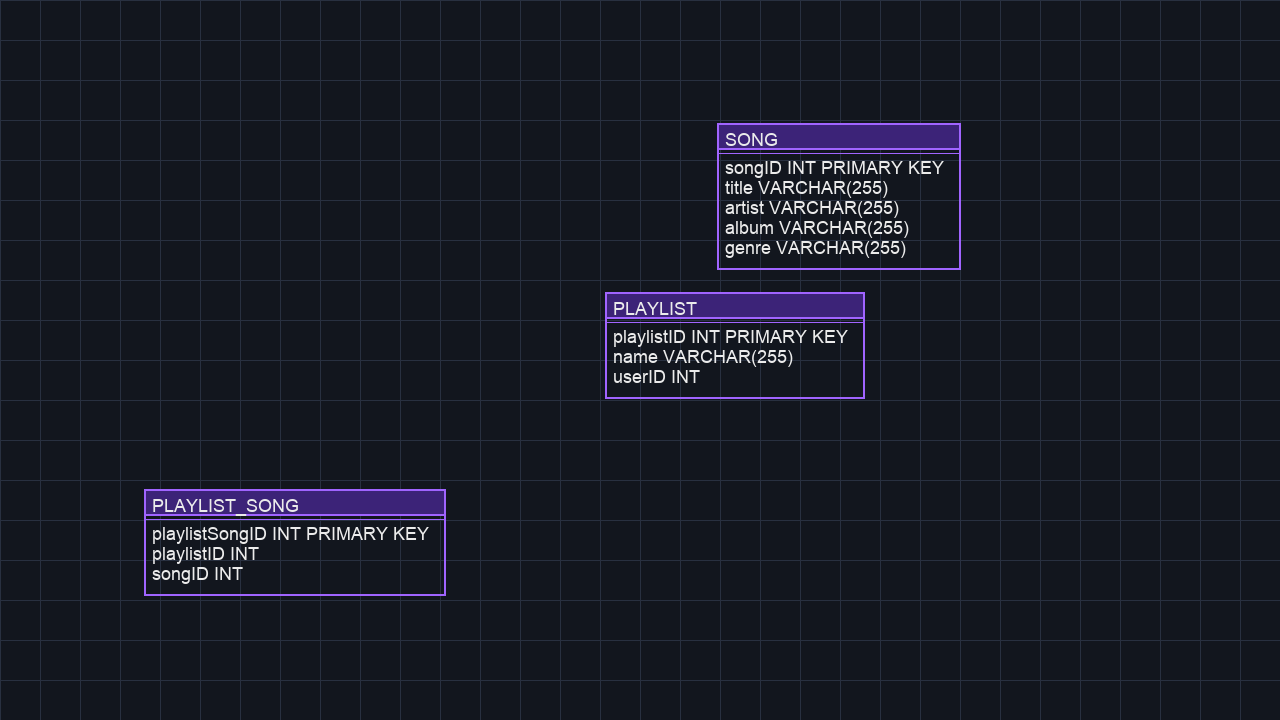 SONG
songID INT PRIMARY KEY
title VARCHAR(255)
artist VARCHAR(255)
album VARCHAR(255)
genre VARCHAR(255)
PLAYLIST
playlistID INT PRIMARY KEY
name VARCHAR(255)
userID INT
PLAYLIST_SONG
playlistSongID INT PRIMARY KEY
playlistID INT
songID INT